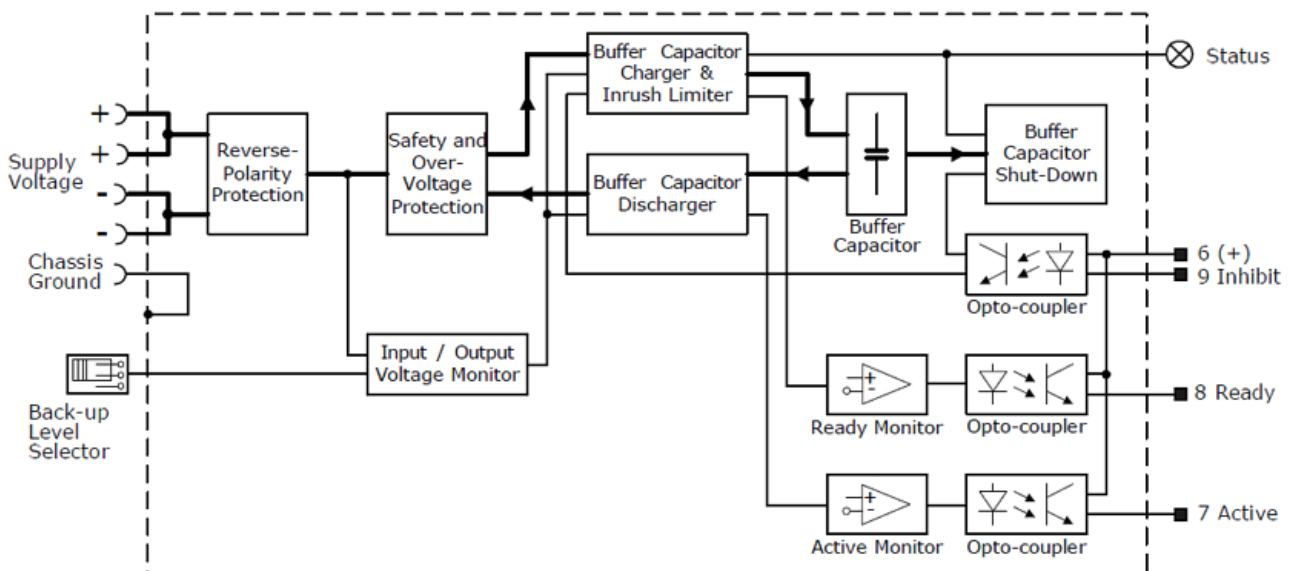 Buffer Capacitor
Charger &
Inrush Limiter
Status
+
+
-
-
Supply
Voltage
Reverse-
Polarity
Protection
Safety and
Over-
Voltage
Protection
Buffer Capacitor
Discharger
Buffer
Capacitor
Buffer
Capacitor
Shut-Down
Chassis
Ground
6 (+)
9 Inhibit
Opto-coupler
Input / Output
Voltage Monitor
Back-up
Level
Selector
+
-
Ready Monitor
Opto-coupler
8 Ready
+
-
Active Monitor
Opto-coupler
7 Active